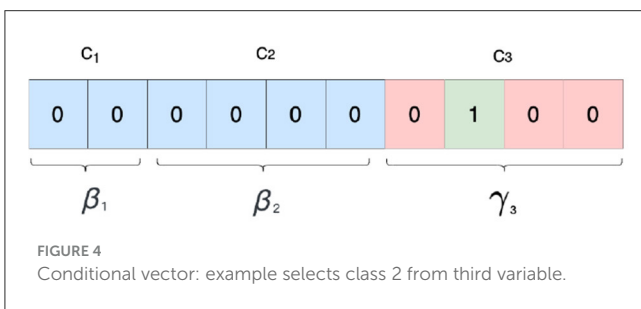 C₁ C₂ C₃
0 0 0 0 0 0 0 1 0 0
β₁ β₂ γ₃
FIGURE 4
Conditional vector: example selects class 2 from third variable.